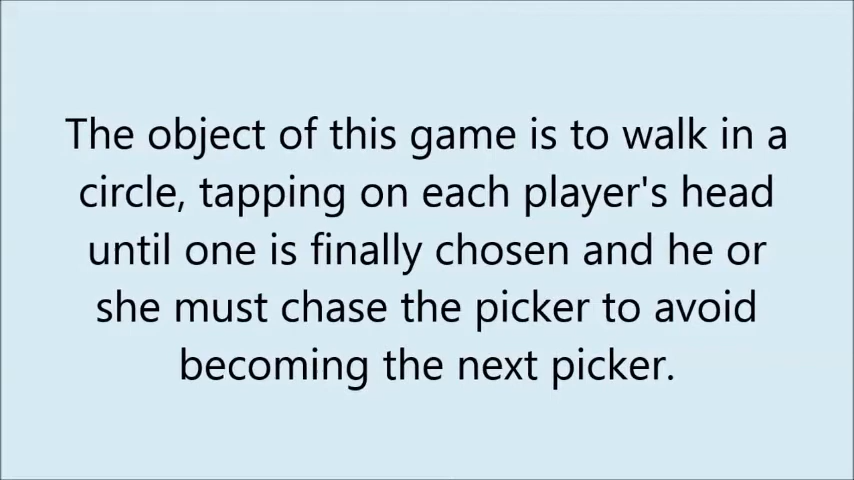 The object of this game is to walk in a
circle, tapping on each player's head
until one is finally chosen and he or
she must chase the picker to avoid
becoming the next picker.